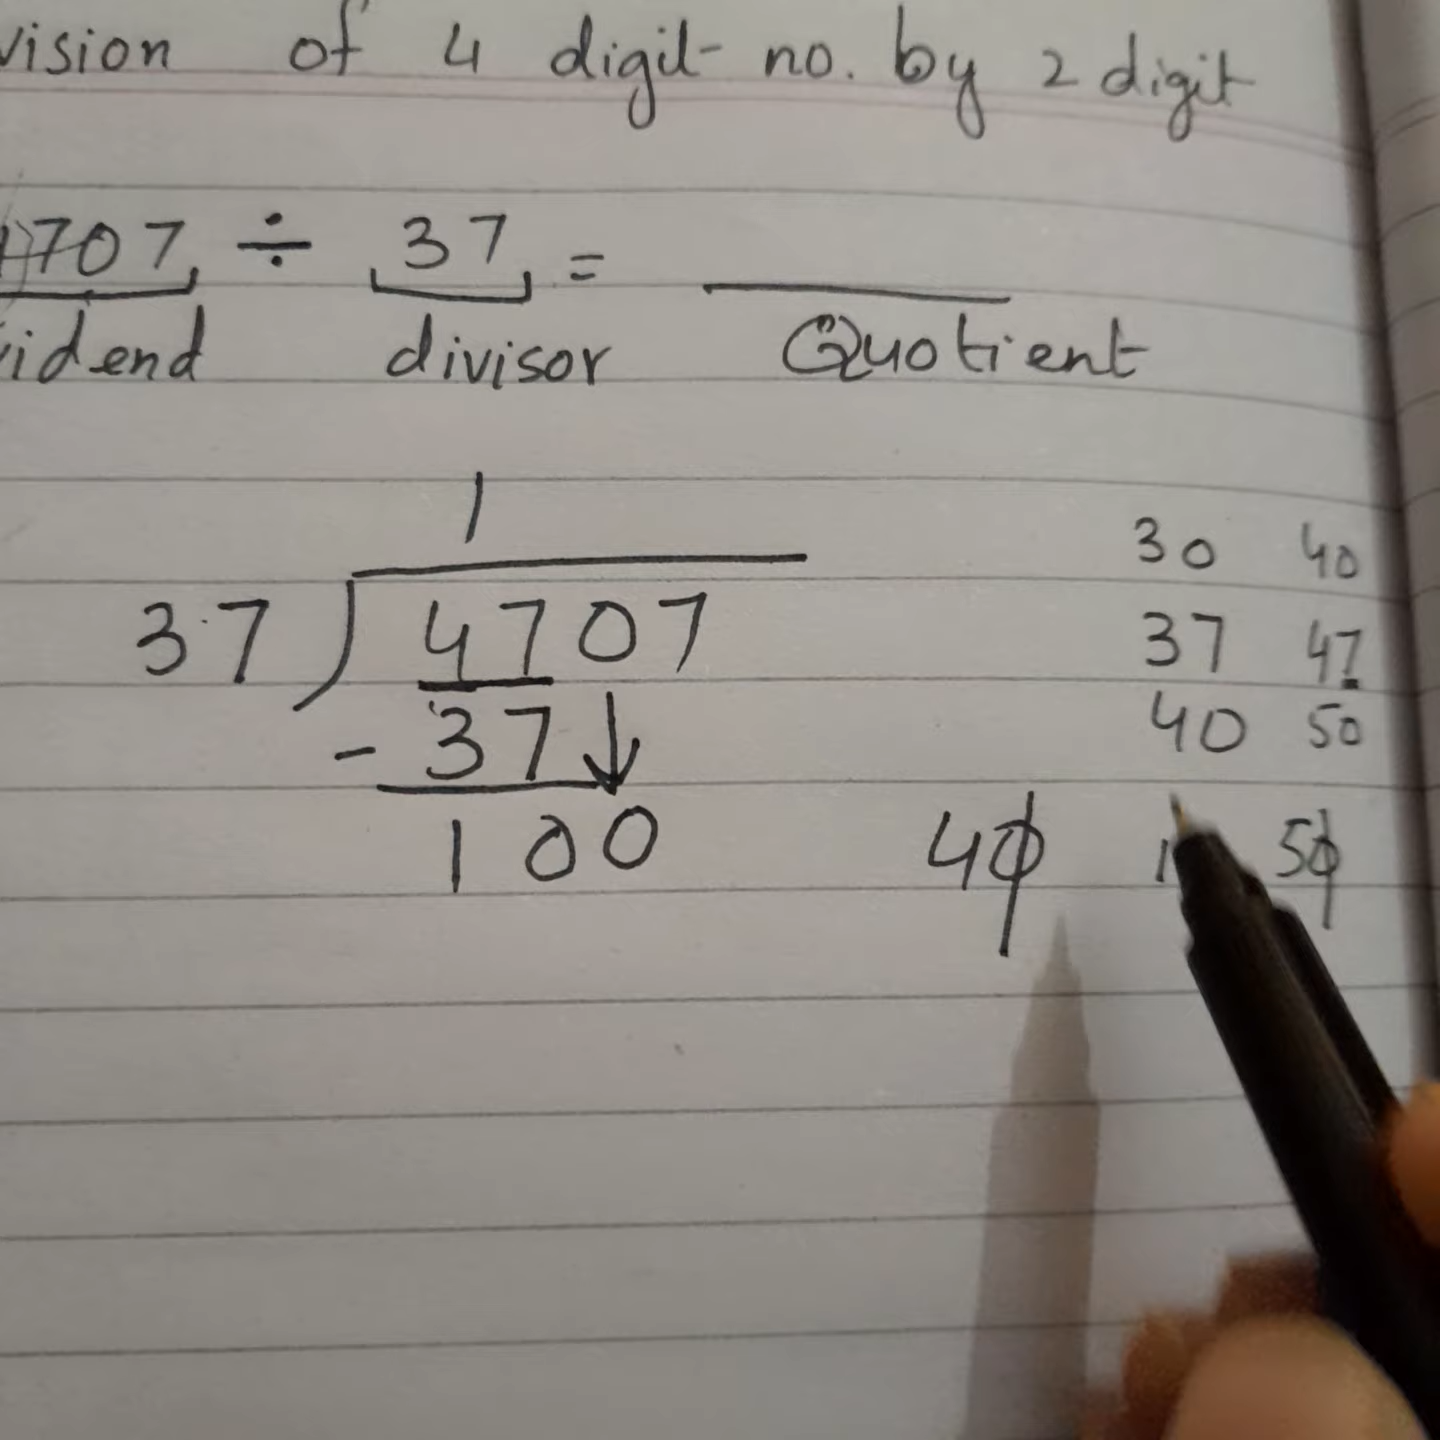 vision of 4 digit no. by 2 digit
4707 ÷ 37 =
idend divisor Quotient
1
37 4707
- 37
100
30 40
37 47
40 50
40 1 50